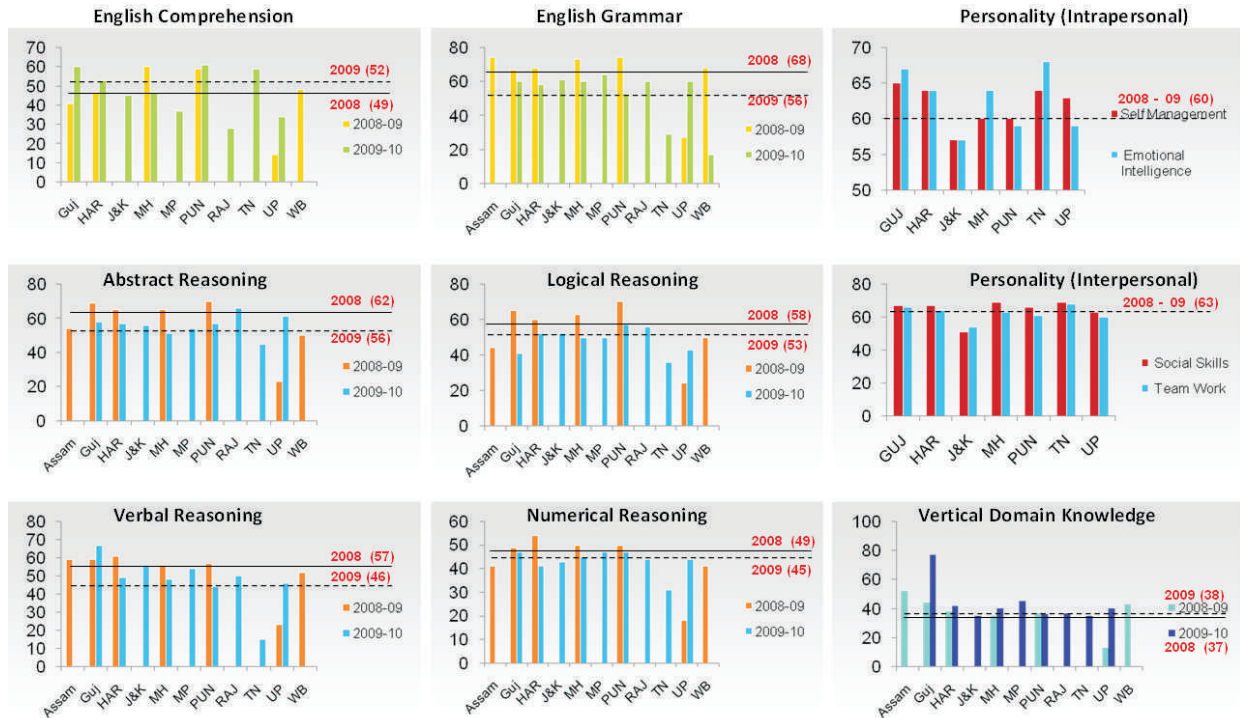 English Comprehension
70
60
50
40
30
20
10
0
2009 (52)
2008 (49)
2008-09
2009-10
Guj
HAR
J&K
MH
MP
PUN
RAJ
TN
UP
WB
English Grammar
80
60
40
20
0
2008 (68)
2009 (56)
2008-09
2009-10
Assam
Guj
HAR
J&K
MH
MP
PUN
RAJ
TN
UP
WB
Personality (Intrapersonal)
70
65
60
55
50
2008 - 09 (60)
Self Management
Emotional
Intelligence
GUJ
HAR
J&K
MH
PUN
TN
UP
Abstract Reasoning
80
60
40
20
0
2008 (62)
2009 (56)
2008-09
2009-10
Assam
Guj
HAR
J&K
MH
MP
PUN
RAJ
TN
UP
WB
Logical Reasoning
80
60
40
20
0
2008 (58)
2009 (53)
2008-09
2009-10
Assam
Guj
HAR
J&K
MH
MP
PUN
RAJ
TN
UP
WB
Personality (Interpersonal)
80
60
40
20
0
2008 - 09 (63)
Social Skills
Team Work
GUJ
HAR
J&K
MH
PUN
TN
UP
Verbal Reasoning
80
70
60
50
40
30
20
10
0
2008 (57)
2009 (46)
2008-09
2009-10
Assam
Guj
HAR
J&K
MH
MP
PUN
RAJ
TN
UP
WB
Numerical Reasoning
60
50
40
30
20
10
0
2008 (49)
2009 (45)
2008-09
2009-10
Assam
Guj
HAR
J&K
MH
MP
PUN
RAJ
TN
UP
WB
Vertical Domain Knowledge
100
80
60
40
20
0
2009 (38)
2008-09
2009-10
2008 (37)
Assam
Guj
HAR
J&K
MH
MP
PUN
RAJ
TN
UP
WB